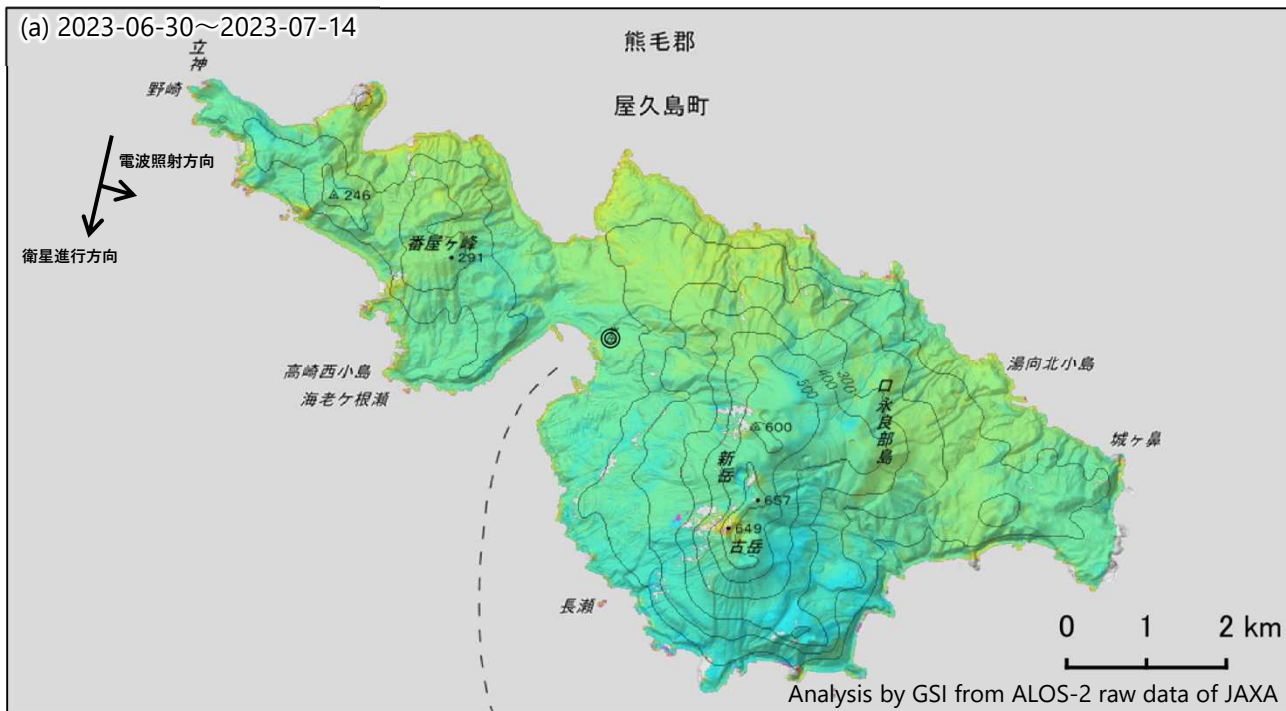 (a) 2023-06-30～2023-07-14
熊毛郡
屋久島町
立神
野崎
電波照射方向
衛星進行方向
246
番屋ヶ峰
291
高崎西小島
海老ケ根瀬
300
400
500
湯向北小島
口永良部島
600
城ヶ鼻
新岳
657
649
古岳
長瀬
0 1 2 km
Analysis by GSI from ALOS-2 raw data of JAXA